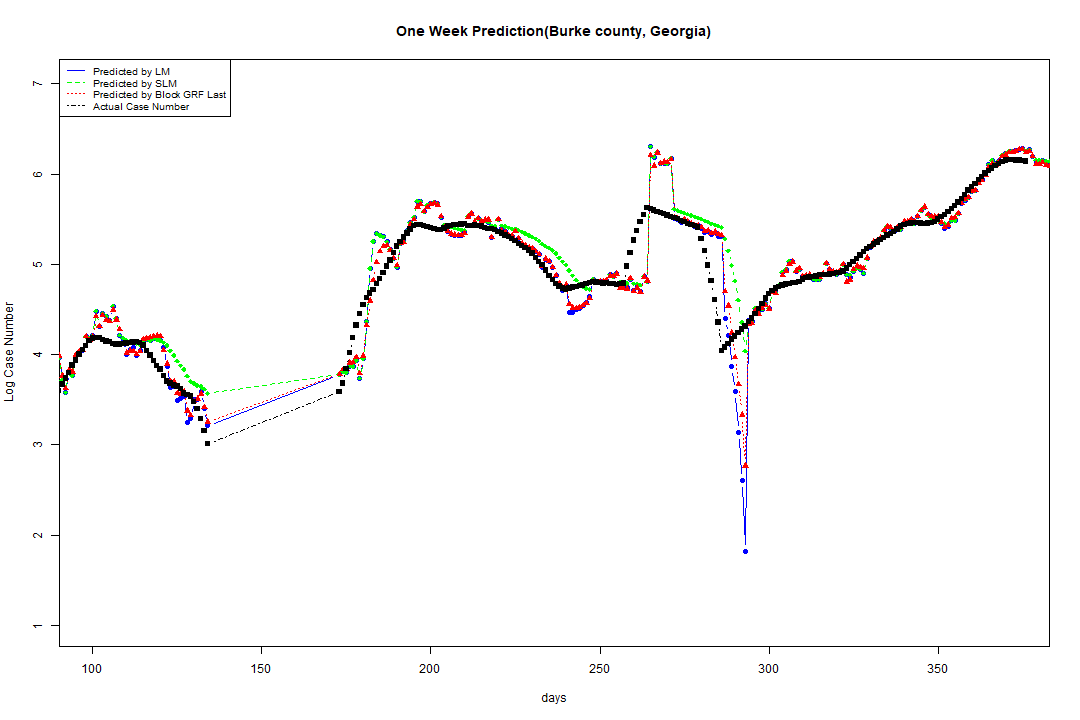 One Week Prediction(Burke county, Georgia)
Predicted by LM
Predicted by SLM
Predicted by Block GRF Last
Actual Case Number
7
6
5
4
3
2
1
Log Case Number
100 150 200 250 300 350
days